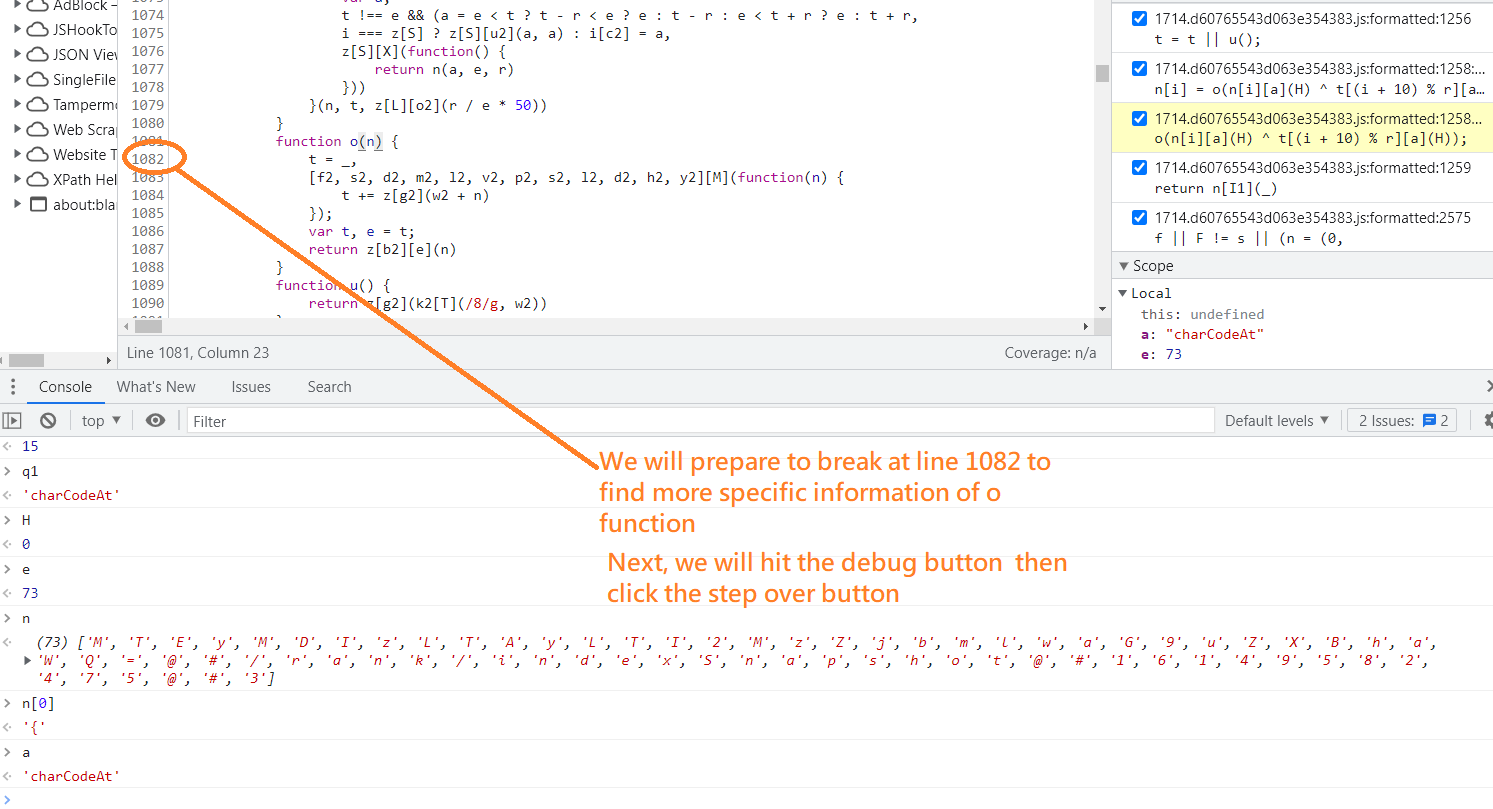 AdBlock –
JSHookTo
JSON View
SingleFile
Tampermo
Web Scrap
Website T
XPath Hel
about:bla
1073 var a;
1074 t !== e && (a = e < t ? t - r < e ? e : t - r : e < t + r ? e : t + r,
1075 i === z[S] ? z[S][u2](a, a) : i[c2] = a,
1076 z[S][X](function() {
1077 return n(a, e, r)
1078 }))
1079 }(n, t, z[L][o2](r / e * 50))
1080 }
1081 function o(n) {
1082 t = _,
1083 [f2, s2, d2, m2, l2, v2, p2, s2, l2, d2, h2, y2][M](function(n) {
1084 t += z[g2](w2 + n)
1085 });
1086 var t, e = t;
1087 return z[b2][e](n)
1088 }
1089 function u() {
1090 return z[g2](k2[T](/8/g, w2))
Line 1081, Column 23
Coverage: n/a
1714.d60765543d063e354383.js:formatted:1256
t = t || u();
1714.d60765543d063e354383.js:formatted:1258:...
n[i] = o(n[i][a](H) ^ t[(i + 10) % r][a…
1714.d60765543d063e354383.js:formatted:1258...
o(n[i][a](H) ^ t[(i + 10) % r][a](H));
1714.d60765543d063e354383.js:formatted:1259
return n[I1](_)
1714.d60765543d063e354383.js:formatted:2575
f || F != s || (n = (0,
Scope
Local
this: undefined
a: "charCodeAt"
e: 73
Console What's New Issues Search
top Filter Default levels 2 Issues: 2
15
q1
'charCodeAt'
H
0
e
73
n
(73) ['M', 'T', 'E', 'y', 'M', 'D', 'I', 'z', 'L', 'T', 'A', 'y', 'L', 'T', 'I', '2', 'M', 'z', 'Z', 'j', 'b', 'm', 'l', 'w', 'a', 'G', '9', 'u', 'Z', 'X', 'B', 'h', 'a',
'W', 'Q', '=', '@', '#', '/', 'r', 'a', 'n', 'k', '/', 'i', 'n', 'd', 'e', 'x', 'S', 'n', 'a', 'p', 's', 'h', 'o', 't', '@', '#', '1', '6', '1', '4', '9', '5', '8', '2',
'4', '7', '5', '@', '#', '3']
n[0]
'{'
a
'charCodeAt'
We will prepare to break at line 1082 to
find more specific information of o
function
Next, we will hit the debug button then
click the step over button